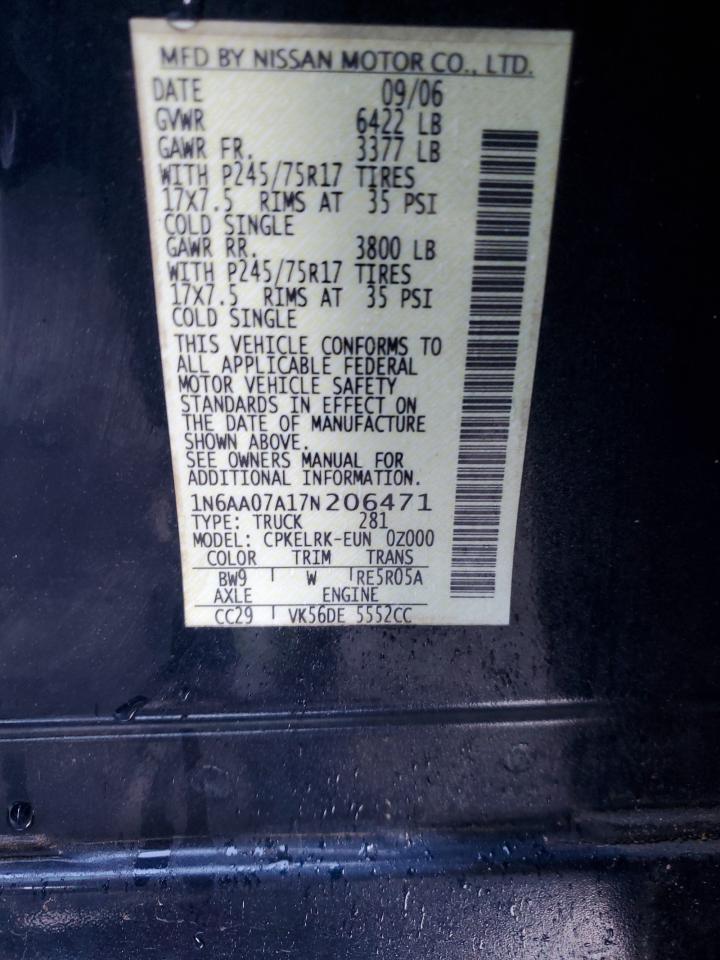 MFD BY NISSAN MOTOR CO., LTD.
DATE 09/06
GVWR 6422 LB
GAWR FR. 3377 LB
WITH P245/75R17 TIRES
17X7.5 RIMS AT 35 PSI
COLD SINGLE
GAWR RR. 3800 LB
WITH P245/75R17 TIRES
17X7.5 RIMS AT 35 PSI
COLD SINGLE
THIS VEHICLE CONFORMS TO
ALL APPLICABLE FEDERAL
MOTOR VEHICLE SAFETY
STANDARDS IN EFFECT ON
THE DATE OF MANUFACTURE
SHOWN ABOVE.
SEE OWNERS MANUAL FOR
ADDITIONAL INFORMATION.
1N6AA07A17N206471
TYPE: TRUCK 281
MODEL: CPKELRK-EUN 0Z000
COLOR TRIM TRANS
BW9 W RE5R05A
AXLE ENGINE
CC29 VK56DE 5552CC